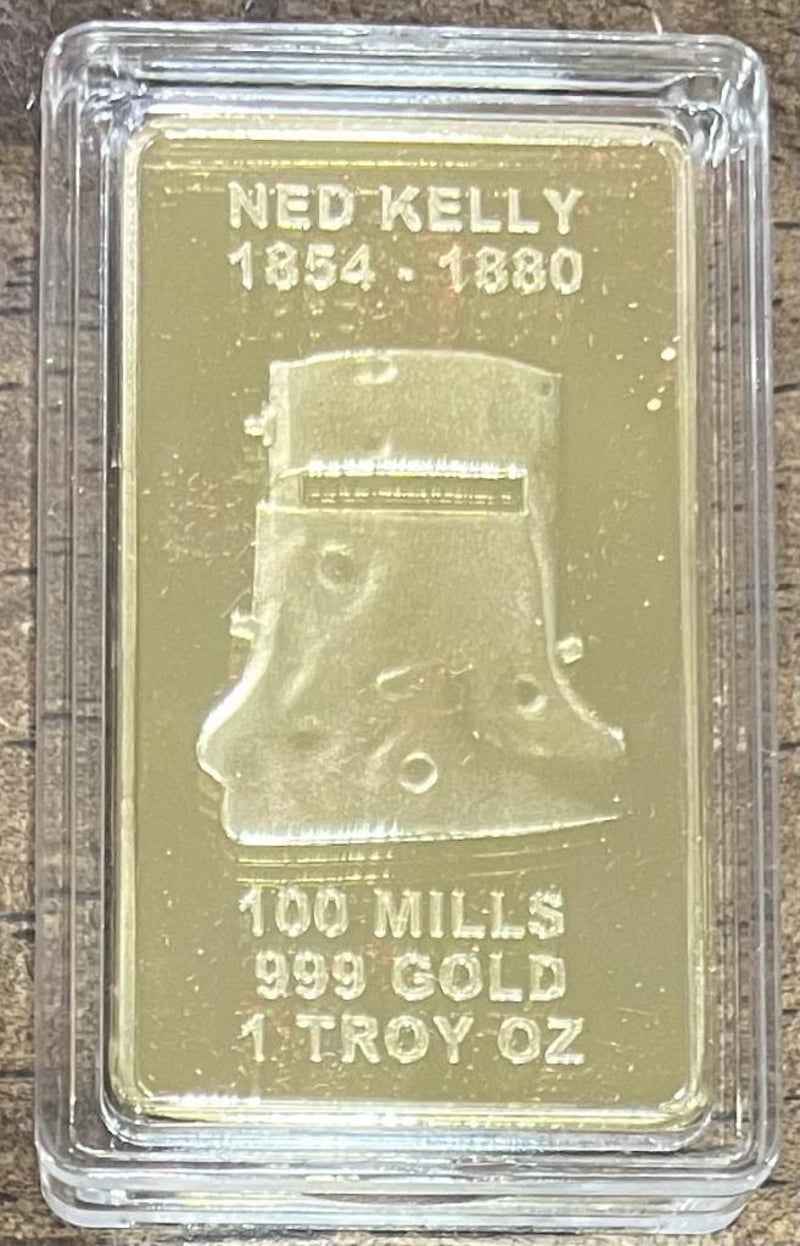 NED KELLY
1854 - 1880
100 MILLS
999 GOLD
1 TROY OZ